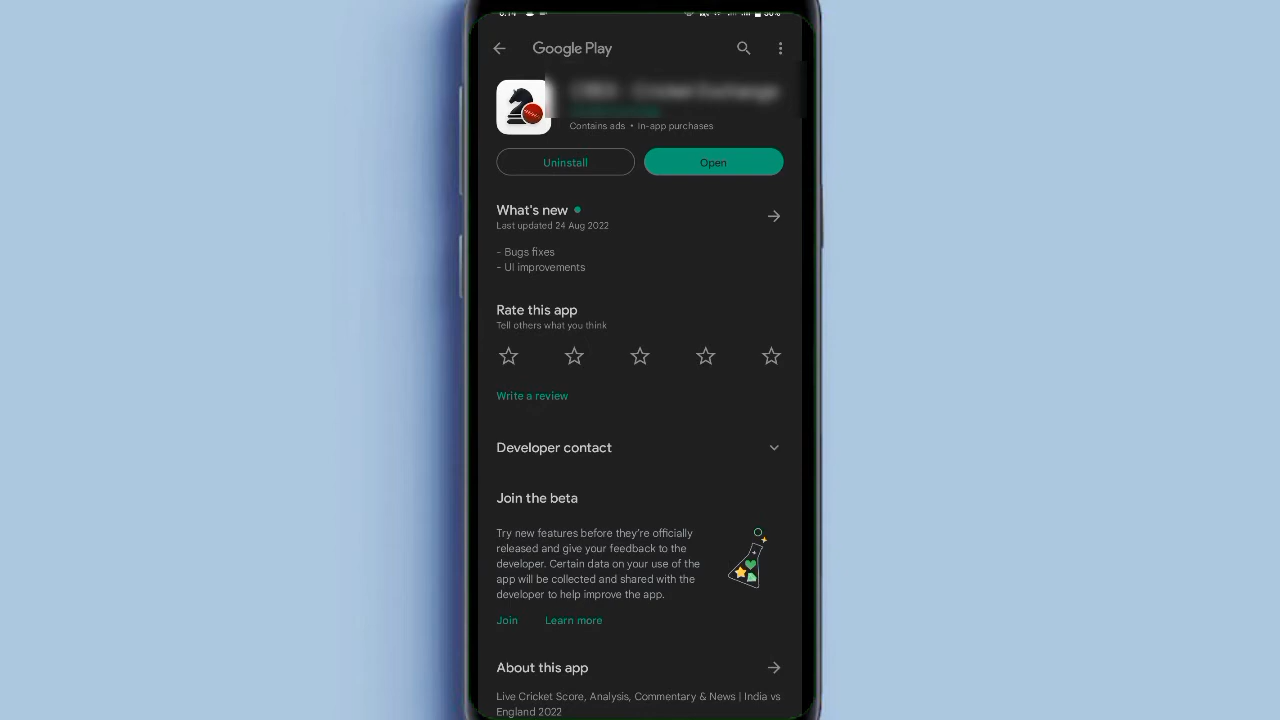 Google Play
Contains ads • In-app purchases
Uninstall
Open
What's new
Last updated 24 Aug 2022
- Bugs fixes
- UI improvements
Rate this app
Tell others what you think
Write a review
Developer contact
Join the beta
Try new features before they're officially
released and give your feedback to the
developer. Certain data on your use of the
app will be collected and shared with the
developer to help improve the app.
Join
Learn more
About this app
Live Cricket Score, Analysis, Commentary & News | India vs
England 2022